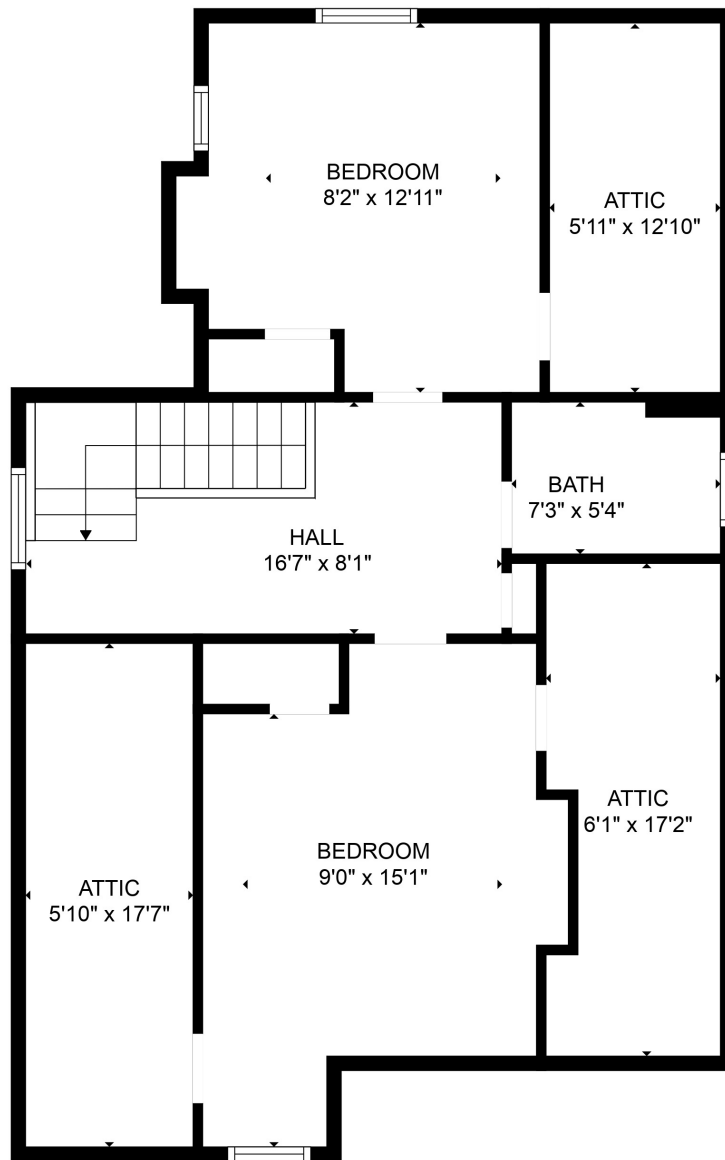 BEDROOM
8'2" x 12'11"
ATTIC
5'11" x 12'10"
BATH
7'3" x 5'4"
HALL
16'7" x 8'1"
ATTIC
6'1" x 17'2"
BEDROOM
9'0" x 15'1"
ATTIC
5'10" x 17'7"